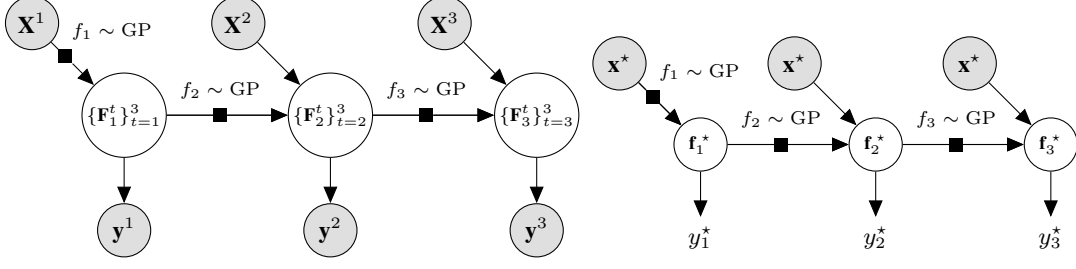 X¹ X² X³
f₁ ∼ GP
x⋆ x⋆ x⋆
f₁ ∼ GP
f₂ ∼ GP f₃ ∼ GP
{F₁ᵗ}³ₜ₌₁ {F₂ᵗ}³ₜ₌₂ {F₃ᵗ}³ₜ₌₃
f₂ ∼ GP f₃ ∼ GP
f₁⋆ f₂⋆ f₃⋆
y¹ y² y³
y₁⋆ y₂⋆ y₃⋆